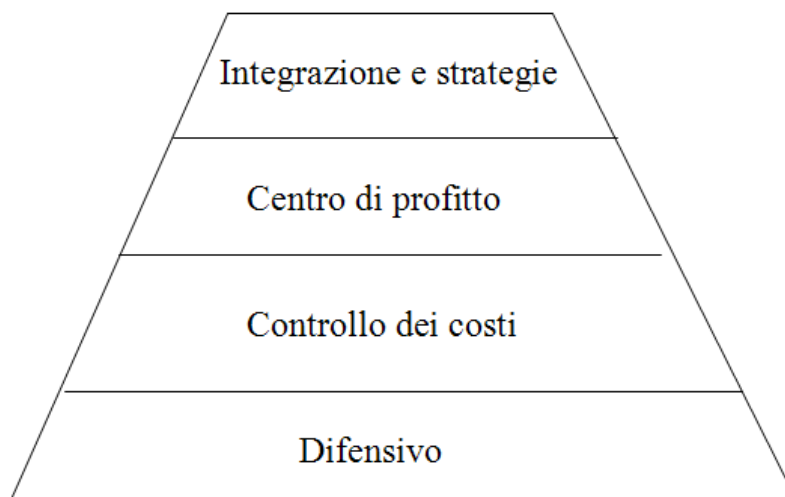 Integrazione e strategie
Centro di profitto
Controllo dei costi
Difensivo